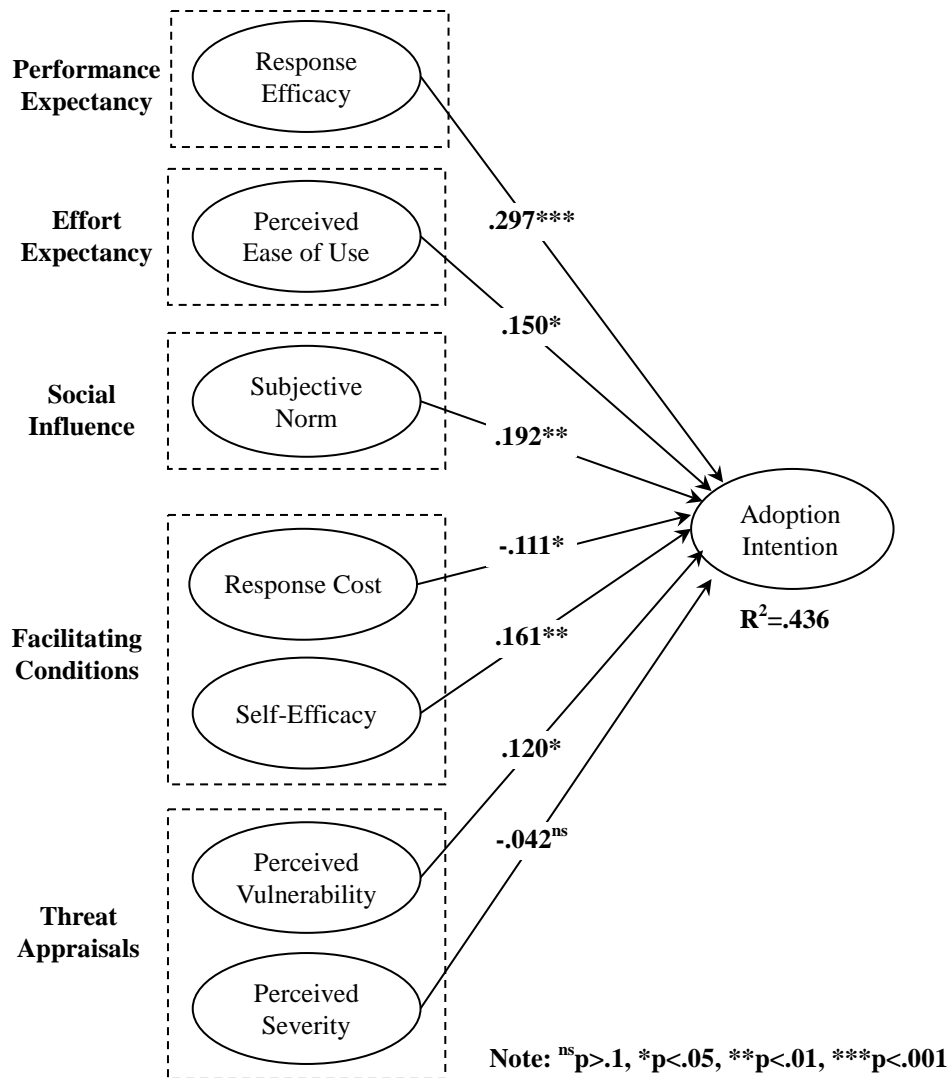 Performance
Expectancy
Response
Efficacy
.297***
Effort
Expectancy
Perceived
Ease of Use
.150*
Social
Influence
Subjective
Norm
.192**
Facilitating
Conditions
Response Cost
-.111*
Self-Efficacy
.161**
Threat
Appraisals
Perceived
Vulnerability
.120*
Perceived
Severity
-.042ns
Adoption
Intention
R2=.436
Note: nsp>.1, *p<.05, **p<.01, ***p<.001